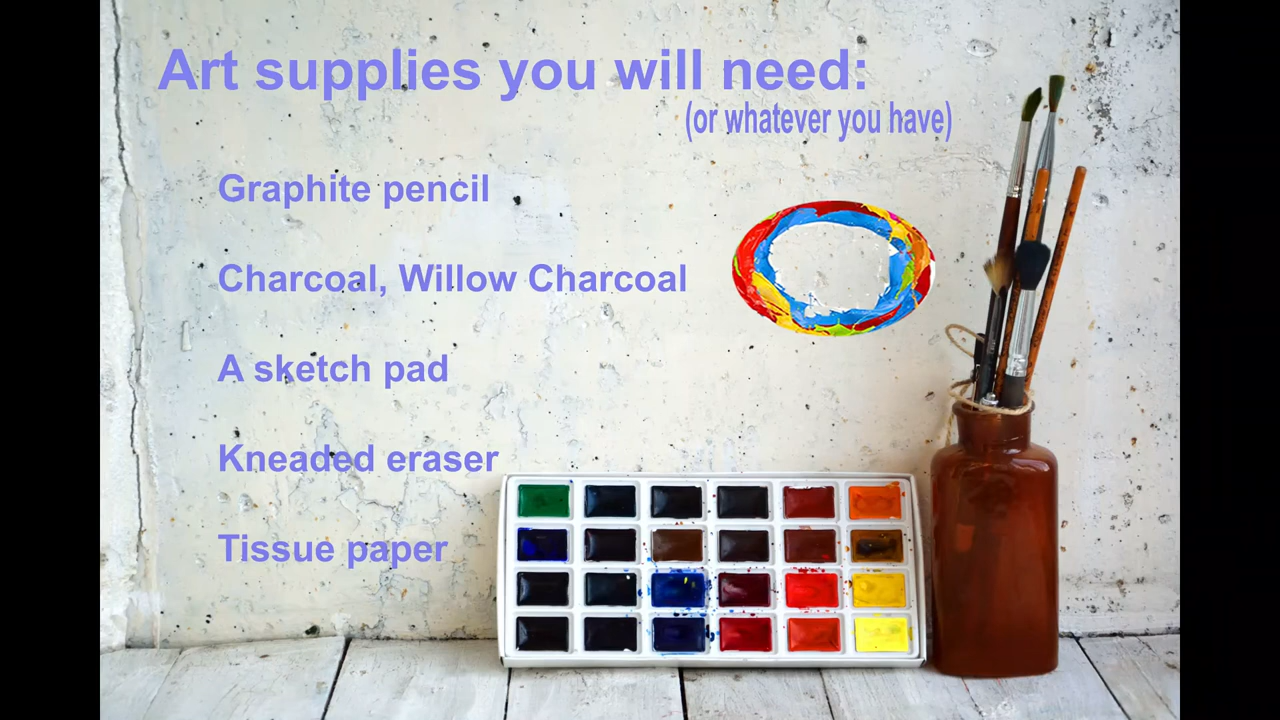 Art supplies you will need:
(or whatever you have)
Graphite pencil
Charcoal, Willow Charcoal
A sketch pad
Kneaded eraser
Tissue paper